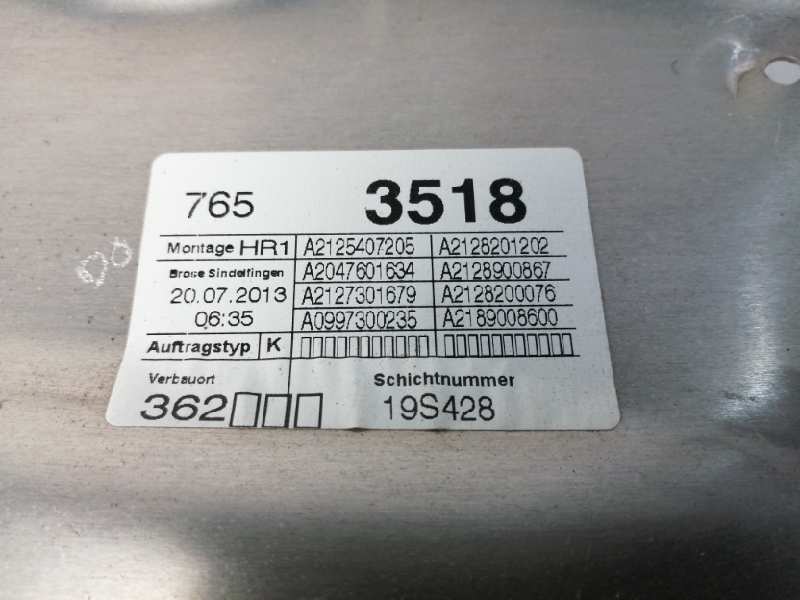 765 3518
Montage HR1 A2125407205 A2128201202
Brose Sindelfingen A2047601634 A2128900867
20.07.2013 A2127301679 A2128200076
06:35 A0997300235 A2189008600
Auftragstyp K
Verbauort Schichtnummer
362 19S428